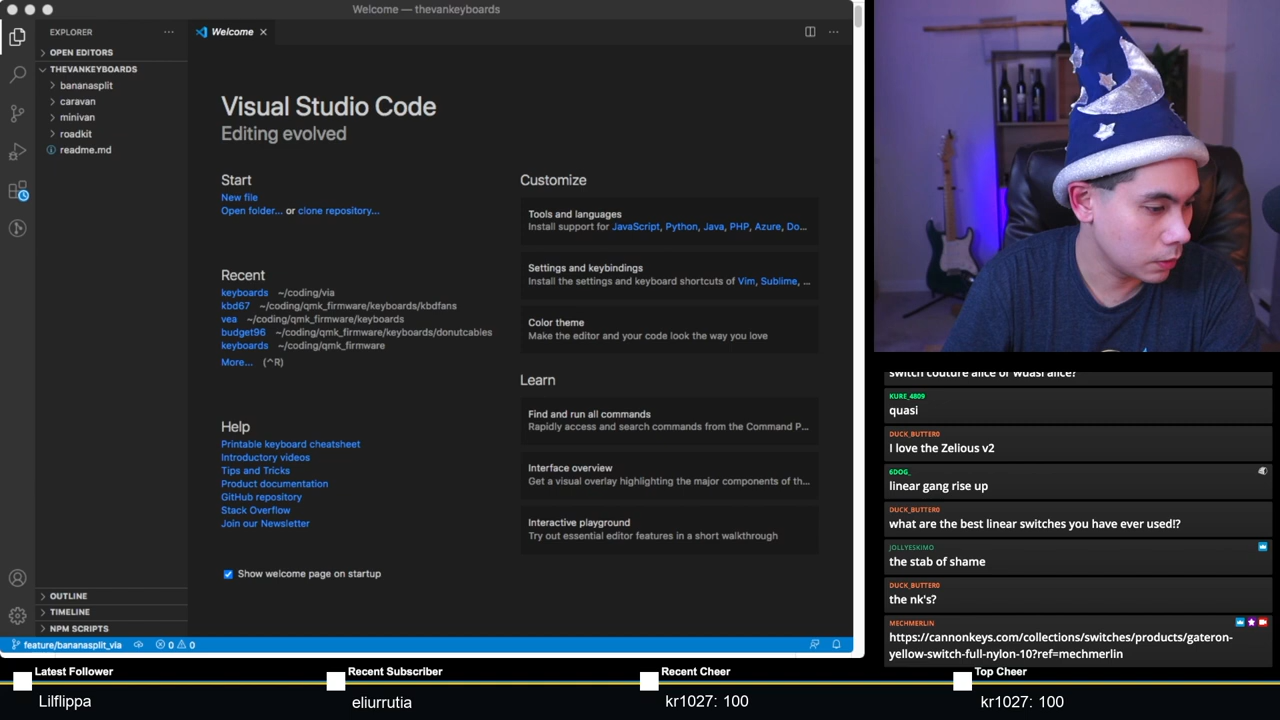 Welcome — thevankeyboards
EXPLORER
OPEN EDITORS
THEVANKEYBOARDS
bananasplit
caravan
minivan
roadkit
readme.md
OUTLINE
TIMELINE
NPM SCRIPTS
Welcome
Visual Studio Code
Editing evolved
Start
New file
Open folder... or clone repository...
Recent
keyboards ~/coding/via
kbd67 ~/coding/qmk_firmware/keyboards/kbdfans
vea ~/coding/qmk_firmware/keyboards
budget96 ~/coding/qmk_firmware/keyboards/donutcables
keyboards ~/coding/qmk_firmware
More... (^R)
Help
Printable keyboard cheatsheet
Introductory videos
Tips and Tricks
Product documentation
GitHub repository
Stack Overflow
Join our Newsletter
Show welcome page on startup
Customize
Tools and languages
Install support for JavaScript, Python, Java, PHP, Azure, Do...
Settings and keybindings
Install the settings and keyboard shortcuts of Vim, Sublime, ...
Color theme
Make the editor and your code look the way you love
Learn
Find and run all commands
Rapidly access and search commands from the Command P...
Interface overview
Get a visual overlay highlighting the major components of th...
Interactive playground
Try out essential editor features in a short walkthrough
feature/bananasplit_via 0 0
switch couture alice or wuasi alice?
KURE_4809
quasi
DUCK_BUTTER0
I love the Zelious v2
6DOG_
linear gang rise up
DUCK_BUTTER0
what are the best linear switches you have ever used!?
JOLLYESKIMO
the stab of shame
DUCK_BUTTER0
the nk's?
MECHMERLIN
https://cannonkeys.com/collections/switches/products/gateron-
yellow-switch-full-nylon-10?ref=mechmerlin
Latest Follower
Lilflippa
Recent Subscriber
eliurrutia
Recent Cheer
kr1027: 100
Top Cheer
kr1027: 100